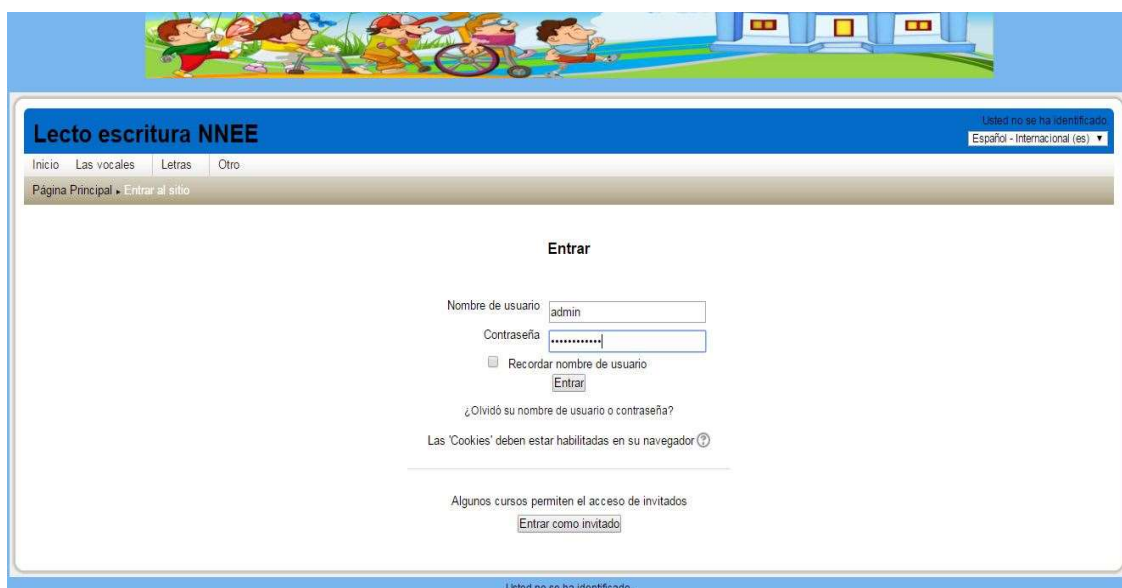 Usted no se ha identificado.
Lecto escritura NNEE
Español - Internacional (es)
Inicio Las vocales Letras Otro
Página Principal ▸ Entrar al sitio
Entrar
Nombre de usuario admin
Contraseña ••••••••••••
Recordar nombre de usuario
Entrar
¿Olvidó su nombre de usuario o contraseña?
Las 'Cookies' deben estar habilitadas en su navegador ?
Algunos cursos permiten el acceso de invitados
Entrar como invitado
Usted no se ha identificado.